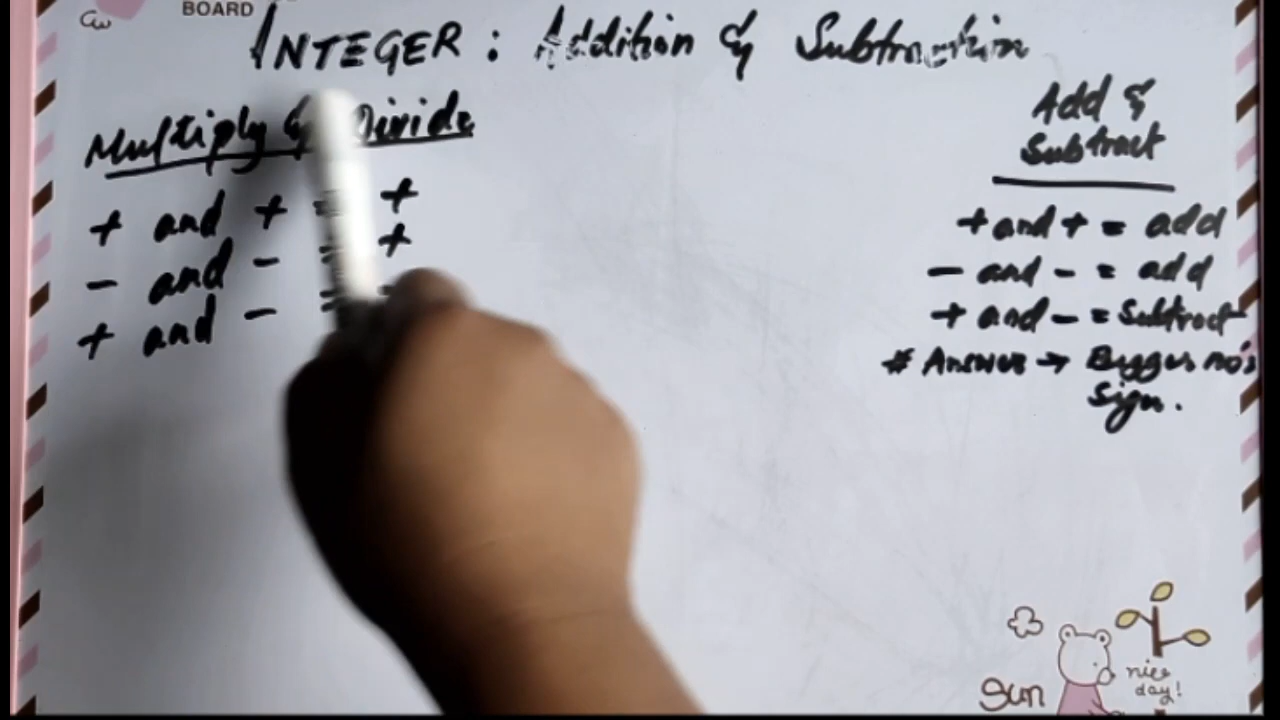 BOARD
INTEGER : Addition & Subtraction
Multiply & Divide
+ and + = +
- and - = +
+ and - =
Add &
Subtract
+ and + = add
- and - = add
+ and - = Subtract
# Answer → Bigger no's
Sign.
nice
day!
Sun